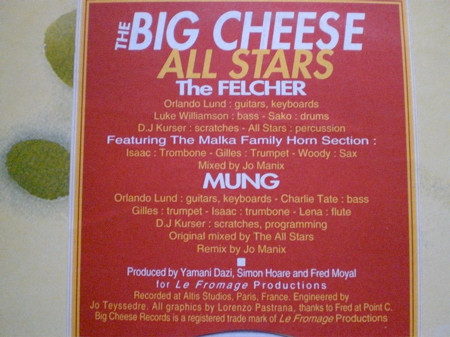 THE BIG CHEESE
ALL STARS
The FELCHER
Orlando Lund : guitars, keyboards
Luke Williamson : bass - Sako : drums
D.J Kurser : scratches - All Stars : percussion
Featuring The Malka Family Horn Section :
Isaac : Trombone - Gilles : Trumpet - Woody : Sax
Mixed by Jo Manix
MUNG
Orlando Lund : guitars, keyboards - Charlie Tate : bass
Gilles : trumpet - Isaac : trumbone - Lena : flute
D.J Kurser : scratches, programming
Original mixed by The All Stars
Remix by Jo Manix
Produced by Yamani Dazi, Simon Hoare and Fred Moyal
for Le Fromage Productions
Recorded at Altis Studios, Paris, France. Engineered by
Jo Teyssedre. All graphics by Lorenzo Pastrana, thanks to Fred at Point C.
Big Cheese Records is a registered trade mark of Le Fromage Productions